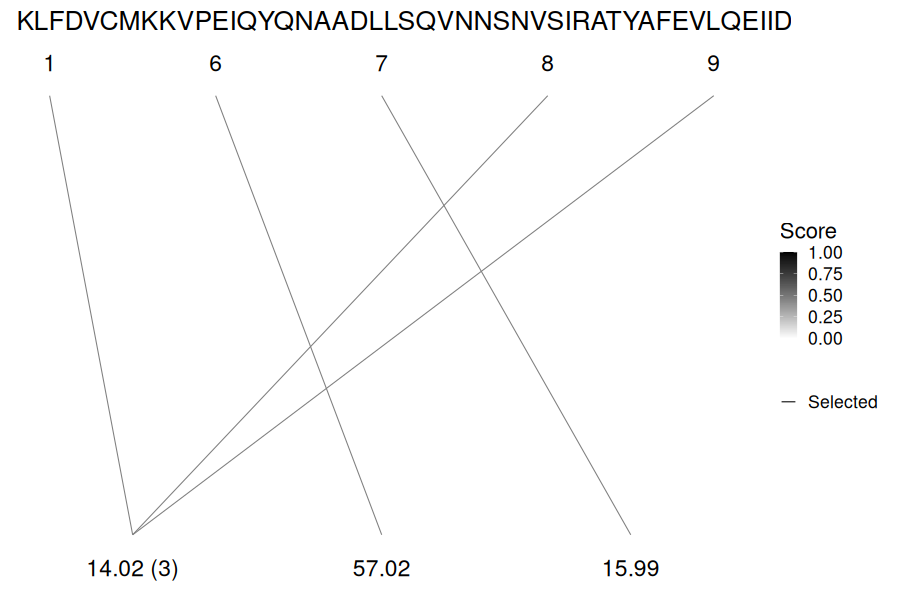 KLFDVCMKKVPEIQYQNAADLLSQVNNSNVSIRATYAFEVLQEIID
1 6 7 8 9
Score
1.00
0.75
0.50
0.25
0.00
Selected
14.02 (3) 57.02 15.99